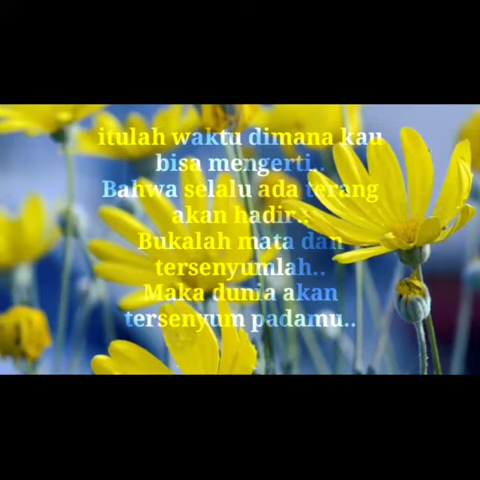 itulah waktu dimana kau
bisa mengerti..
Bahwa selalu ada terang
akan hadir..
Bukalah mata dan
tersenyumlah..
Maka dunia akan
tersenyum padamu..